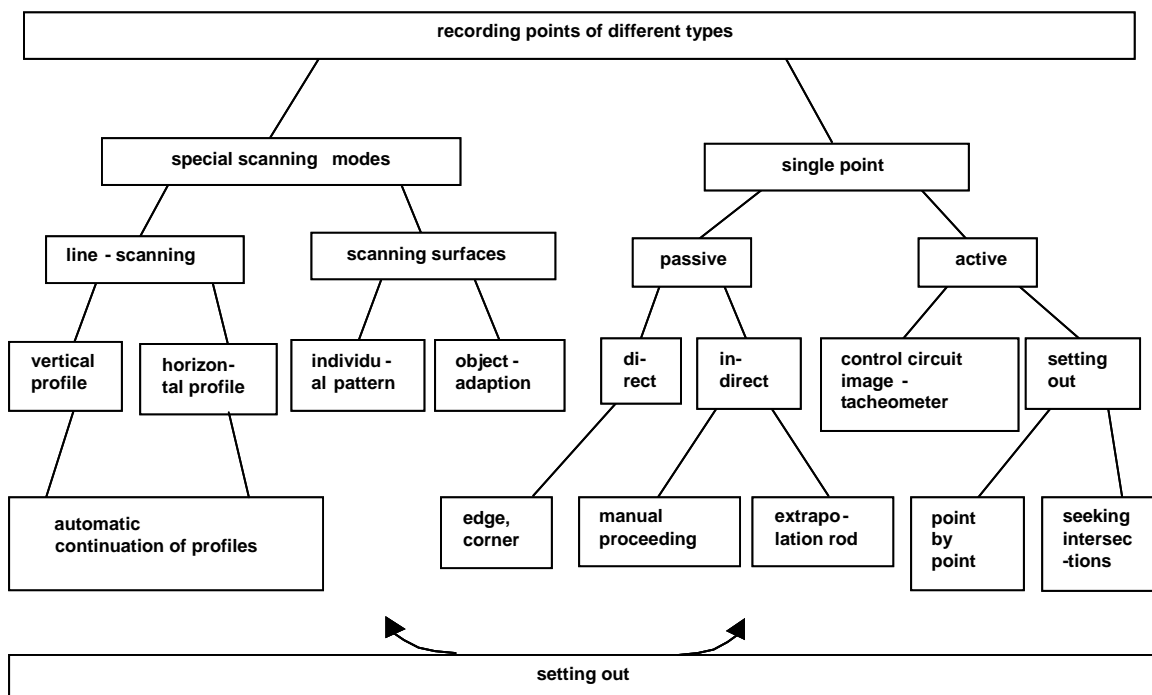 recording points of different types
special scanning modes
single point
line - scanning
scanning surfaces
passive
active
vertical
profile
horizon-
tal profile
individu -
al pattern
object -
adaption
di-
rect
in-
direct
control circuit
image -
tacheometer
setting
out
automatic
continuation of profiles
edge,
corner
manual
proceeding
extrapo-
lation rod
point
by
point
seeking
intersec
-tions
setting out